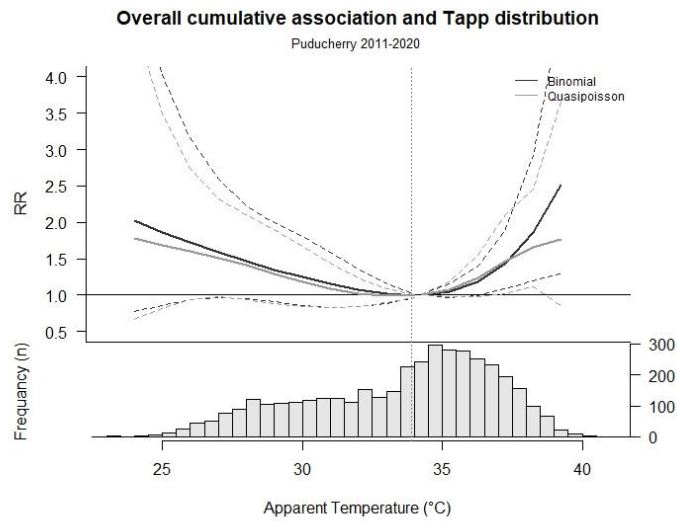 Overall cumulative association and Tapp distribution
Puducherry 2011-2020
Binomial
Quasipoisson
RR
4.0
3.5
3.0
2.5
2.0
1.5
1.0
0.5
Frequancy (n)
300
200
100
0
25 30 35 40
Apparent Temperature (°C)